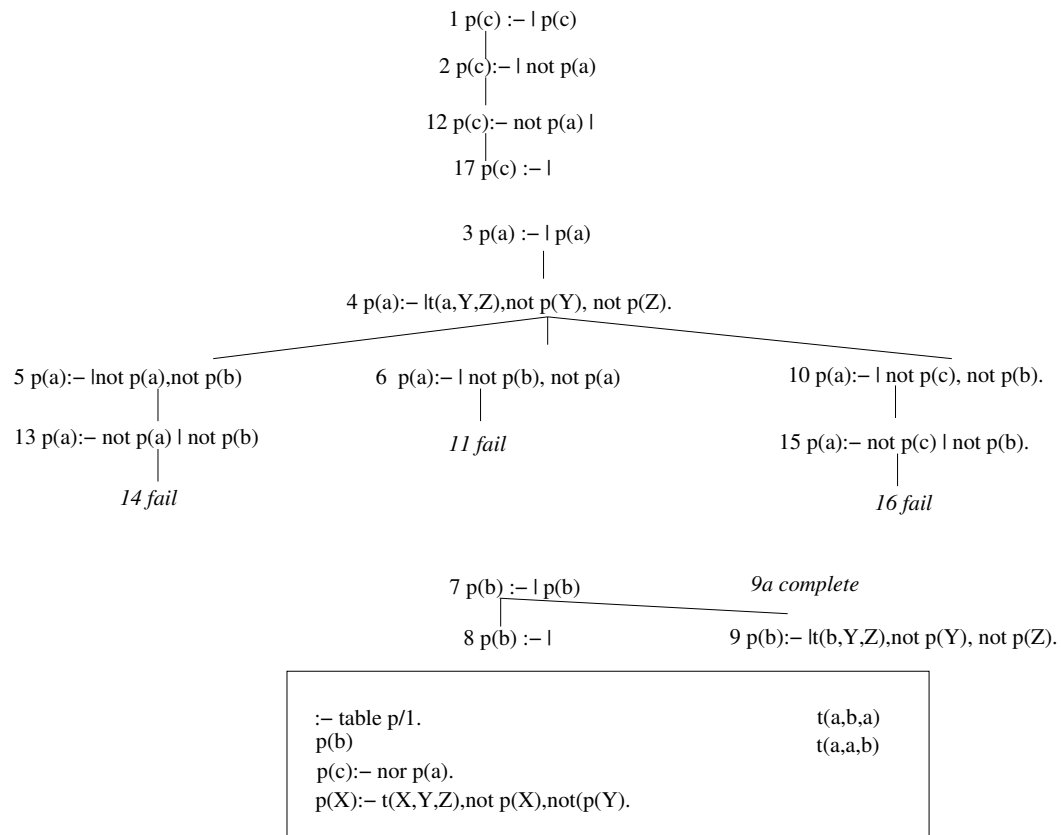 1 p(c) :− | p(c)
2 p(c):− | not p(a)
12 p(c):− not p(a) |
17 p(c) :− |
3 p(a) :− | p(a)
4 p(a):− |t(a,Y,Z),not p(Y), not p(Z).
5 p(a):− |not p(a),not p(b)
6 p(a):− | not p(b), not p(a)
10 p(a):− | not p(c), not p(b).
13 p(a):− not p(a) | not p(b)
11 fail
15 p(a):− not p(c) | not p(b).
14 fail
16 fail
7 p(b) :− | p(b)
9a complete
8 p(b) :− |
9 p(b):− |t(b,Y,Z),not p(Y), not p(Z).
:− table p/1.
t(a,b,a)
p(b)
t(a,a,b)
p(c):− nor p(a).
p(X):− t(X,Y,Z),not p(X),not(p(Y).